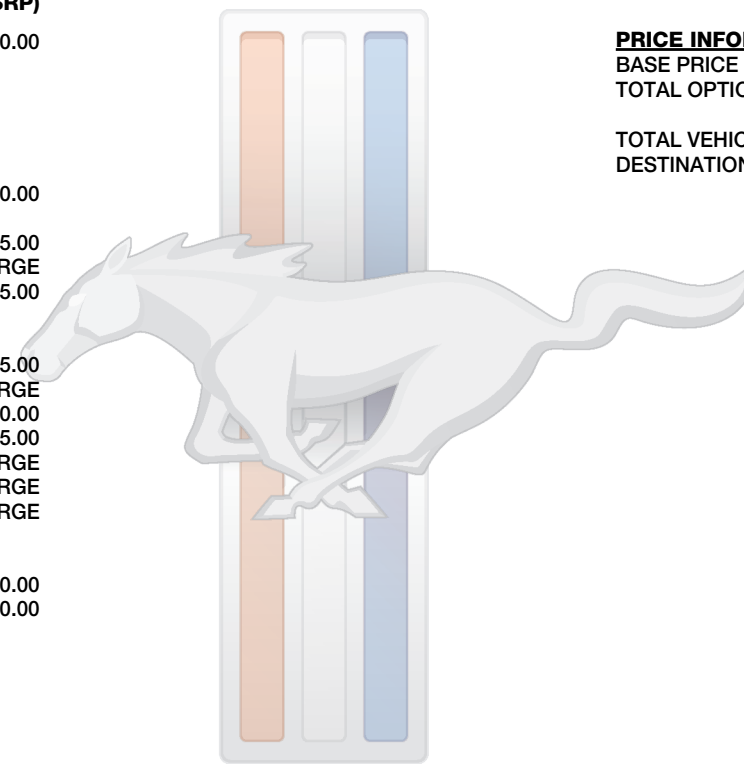 SRP)
0.00
0.00
5.00
RGE
5.00
5.00
RGE
0.00
5.00
RGE
RGE
RGE
0.00
0.00
PRICE INFO
BASE PRICE
TOTAL OPTIO
TOTAL VEHIC
DESTINATION